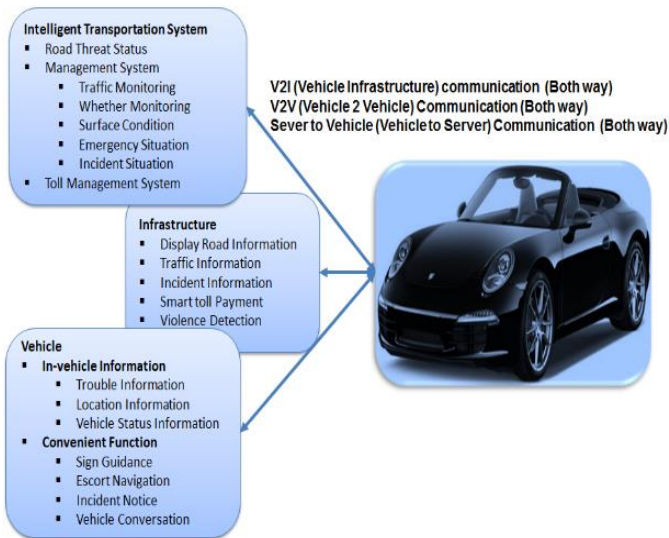 Intelligent Transportation System
▪ Road Threat Status
▪ Management System
▪ Traffic Monitoring
▪ Whether Monitoring
▪ Surface Condition
▪ Emergency Situation
▪ Incident Situation
▪ Toll Management System
V2I (Vehicle Infrastructure) communication (Both way)
V2V (Vehicle 2 Vehicle) Communication (Both way)
Sever to Vehicle (Vehicle to Server) Communication (Both way)
Infrastructure
▪ Display Road Information
▪ Traffic Information
▪ Incident Information
▪ Smart toll Payment
▪ Violence Detection
Vehicle
▪ In-vehicle Information
▪ Trouble Information
▪ Location Information
▪ Vehicle Status Information
▪ Convenient Function
▪ Sign Guidance
▪ Escort Navigation
▪ Incident Notice
▪ Vehicle Conversation